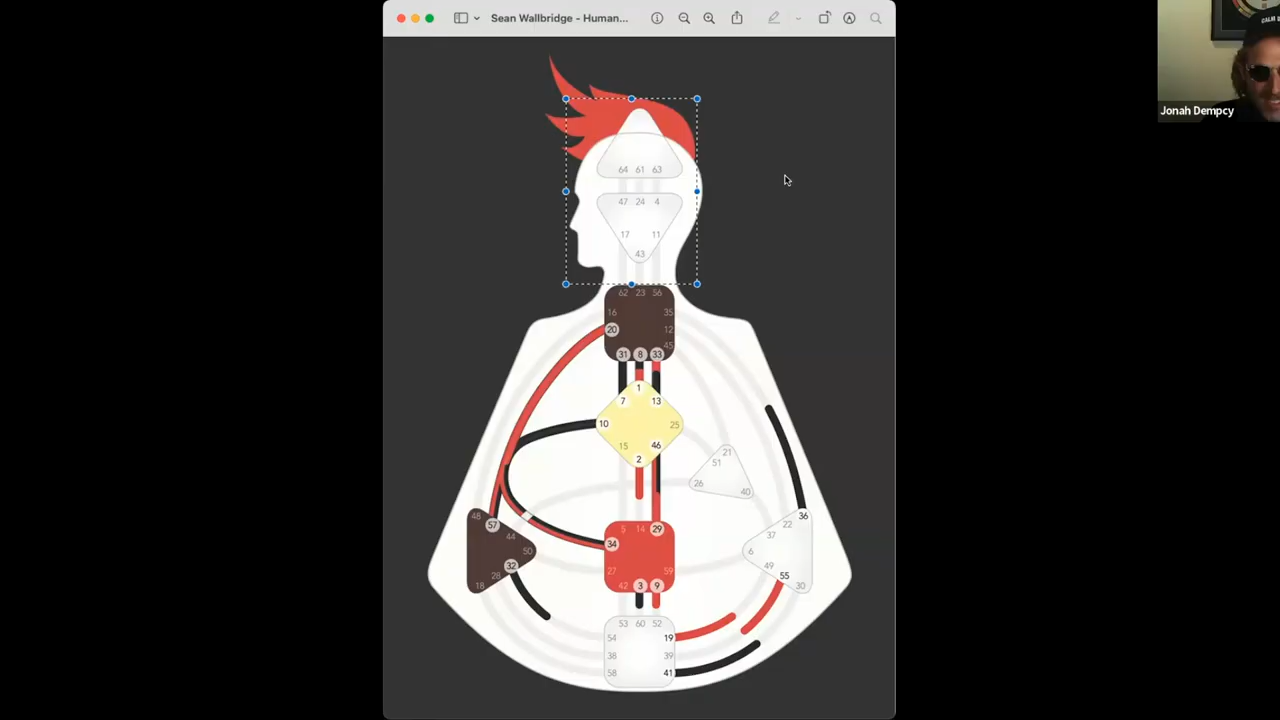 Sean Wallbridge - Human...
CALM D
Jonah Dempcy
64 61 63
47 24 4
17 11
43
62 23 56
16 35
20 12
45
31 8 33
1
7 13
10 25
15 46
2
21
51
26 40
48 5 14 29 36
57 22
44 34 37
50 6
32 49
28 27 59 55
18 42 3 9 30
53 60 52
54 19
38 39
58 41